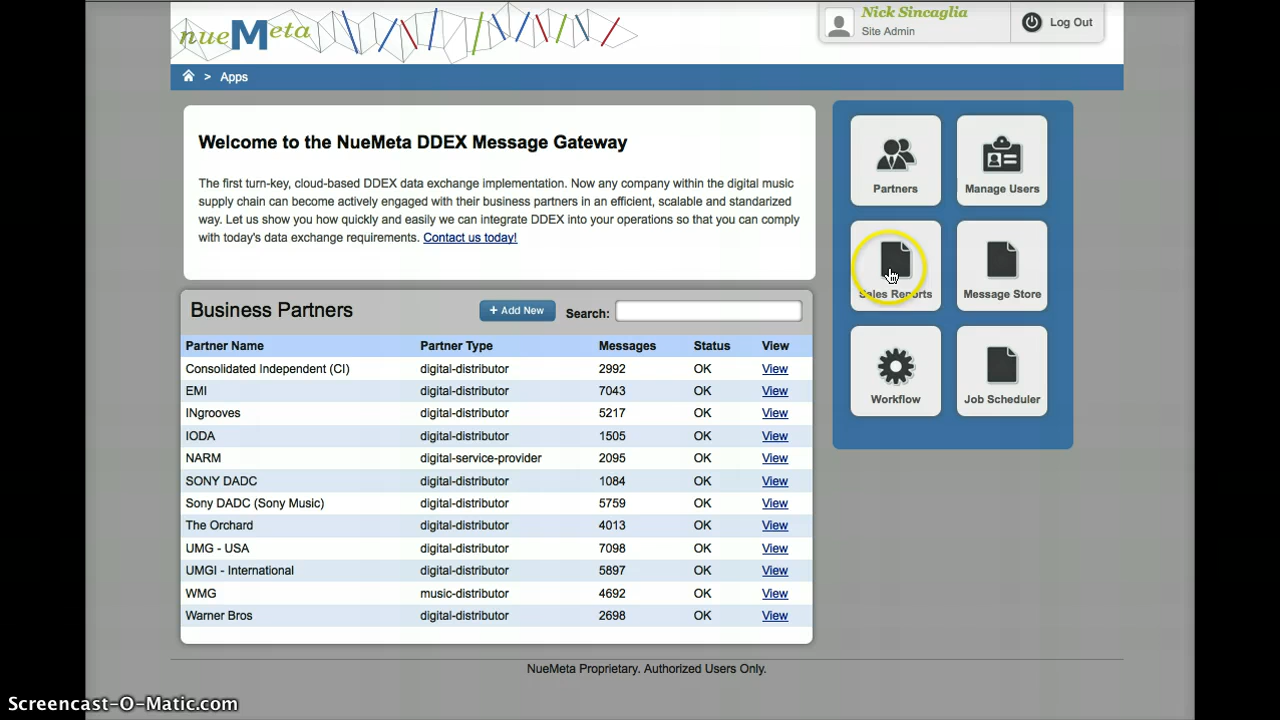 nueMeta
Nick Sincaglia
Site Admin
Log Out
> Apps
Welcome to the NueMeta DDEX Message Gateway
The first turn-key, cloud-based DDEX data exchange implementation. Now any company within the digital music
supply chain can become actively engaged with their business partners in an efficient, scalable and standarized
way. Let us show you how quickly and easily we can integrate DDEX into your operations so that you can comply
with today's data exchange requirements. Contact us today!
Partners
Manage Users
Sales Reports
Message Store
Workflow
Job Scheduler
Business Partners
+ Add New
Search:
Partner Name Partner Type Messages Status View
Consolidated Independent (CI) digital-distributor 2992 OK View
EMI digital-distributor 7043 OK View
INgrooves digital-distributor 5217 OK View
IODA digital-distributor 1505 OK View
NARM digital-service-provider 2095 OK View
SONY DADC digital-distributor 1084 OK View
Sony DADC (Sony Music) digital-distributor 5759 OK View
The Orchard digital-distributor 4013 OK View
UMG - USA digital-distributor 7098 OK View
UMGI - International digital-distributor 5897 OK View
WMG music-distributor 4692 OK View
Warner Bros digital-distributor 2698 OK View
NueMeta Proprietary. Authorized Users Only.
Screencast-O-Matic.com